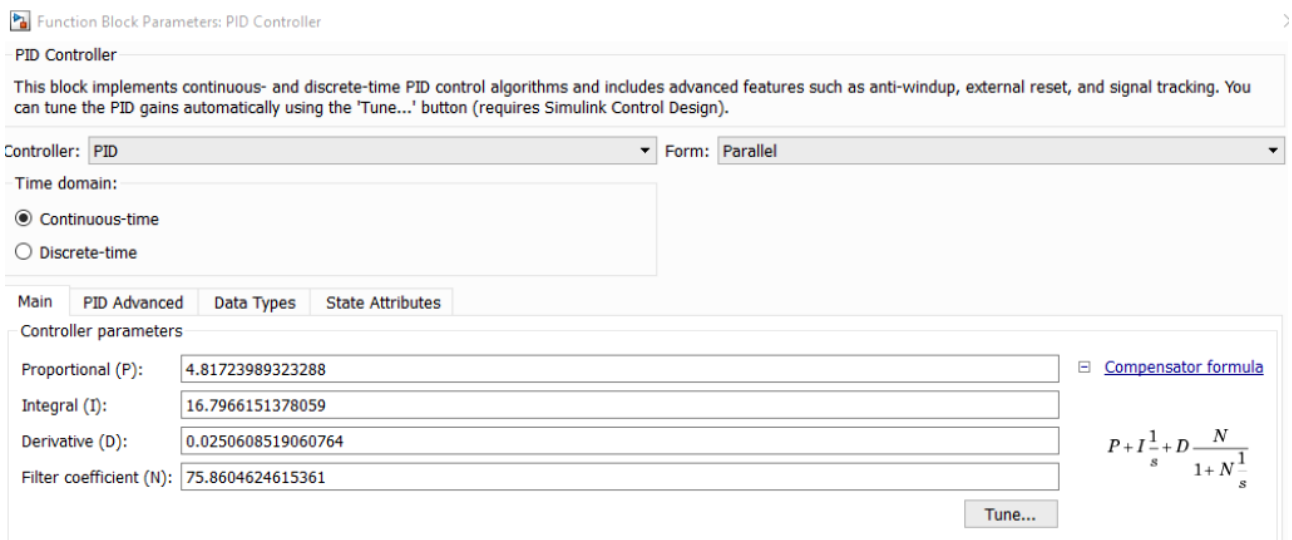 Function Block Parameters: PID Controller
PID Controller
This block implements continuous- and discrete-time PID control algorithms and includes advanced features such as anti-windup, external reset, and signal tracking. You
can tune the PID gains automatically using the 'Tune...' button (requires Simulink Control Design).
Controller: PID Form: Parallel
Time domain:
Continuous-time
Discrete-time
Main PID Advanced Data Types State Attributes
Controller parameters
Proportional (P): 4.81723989323288 Compensator formula
Integral (I): 16.7966151378059
Derivative (D): 0.0250608519060764
P+I 1/s +D N/(1+N 1/s)
Filter coefficient (N): 75.8604624615361
Tune...